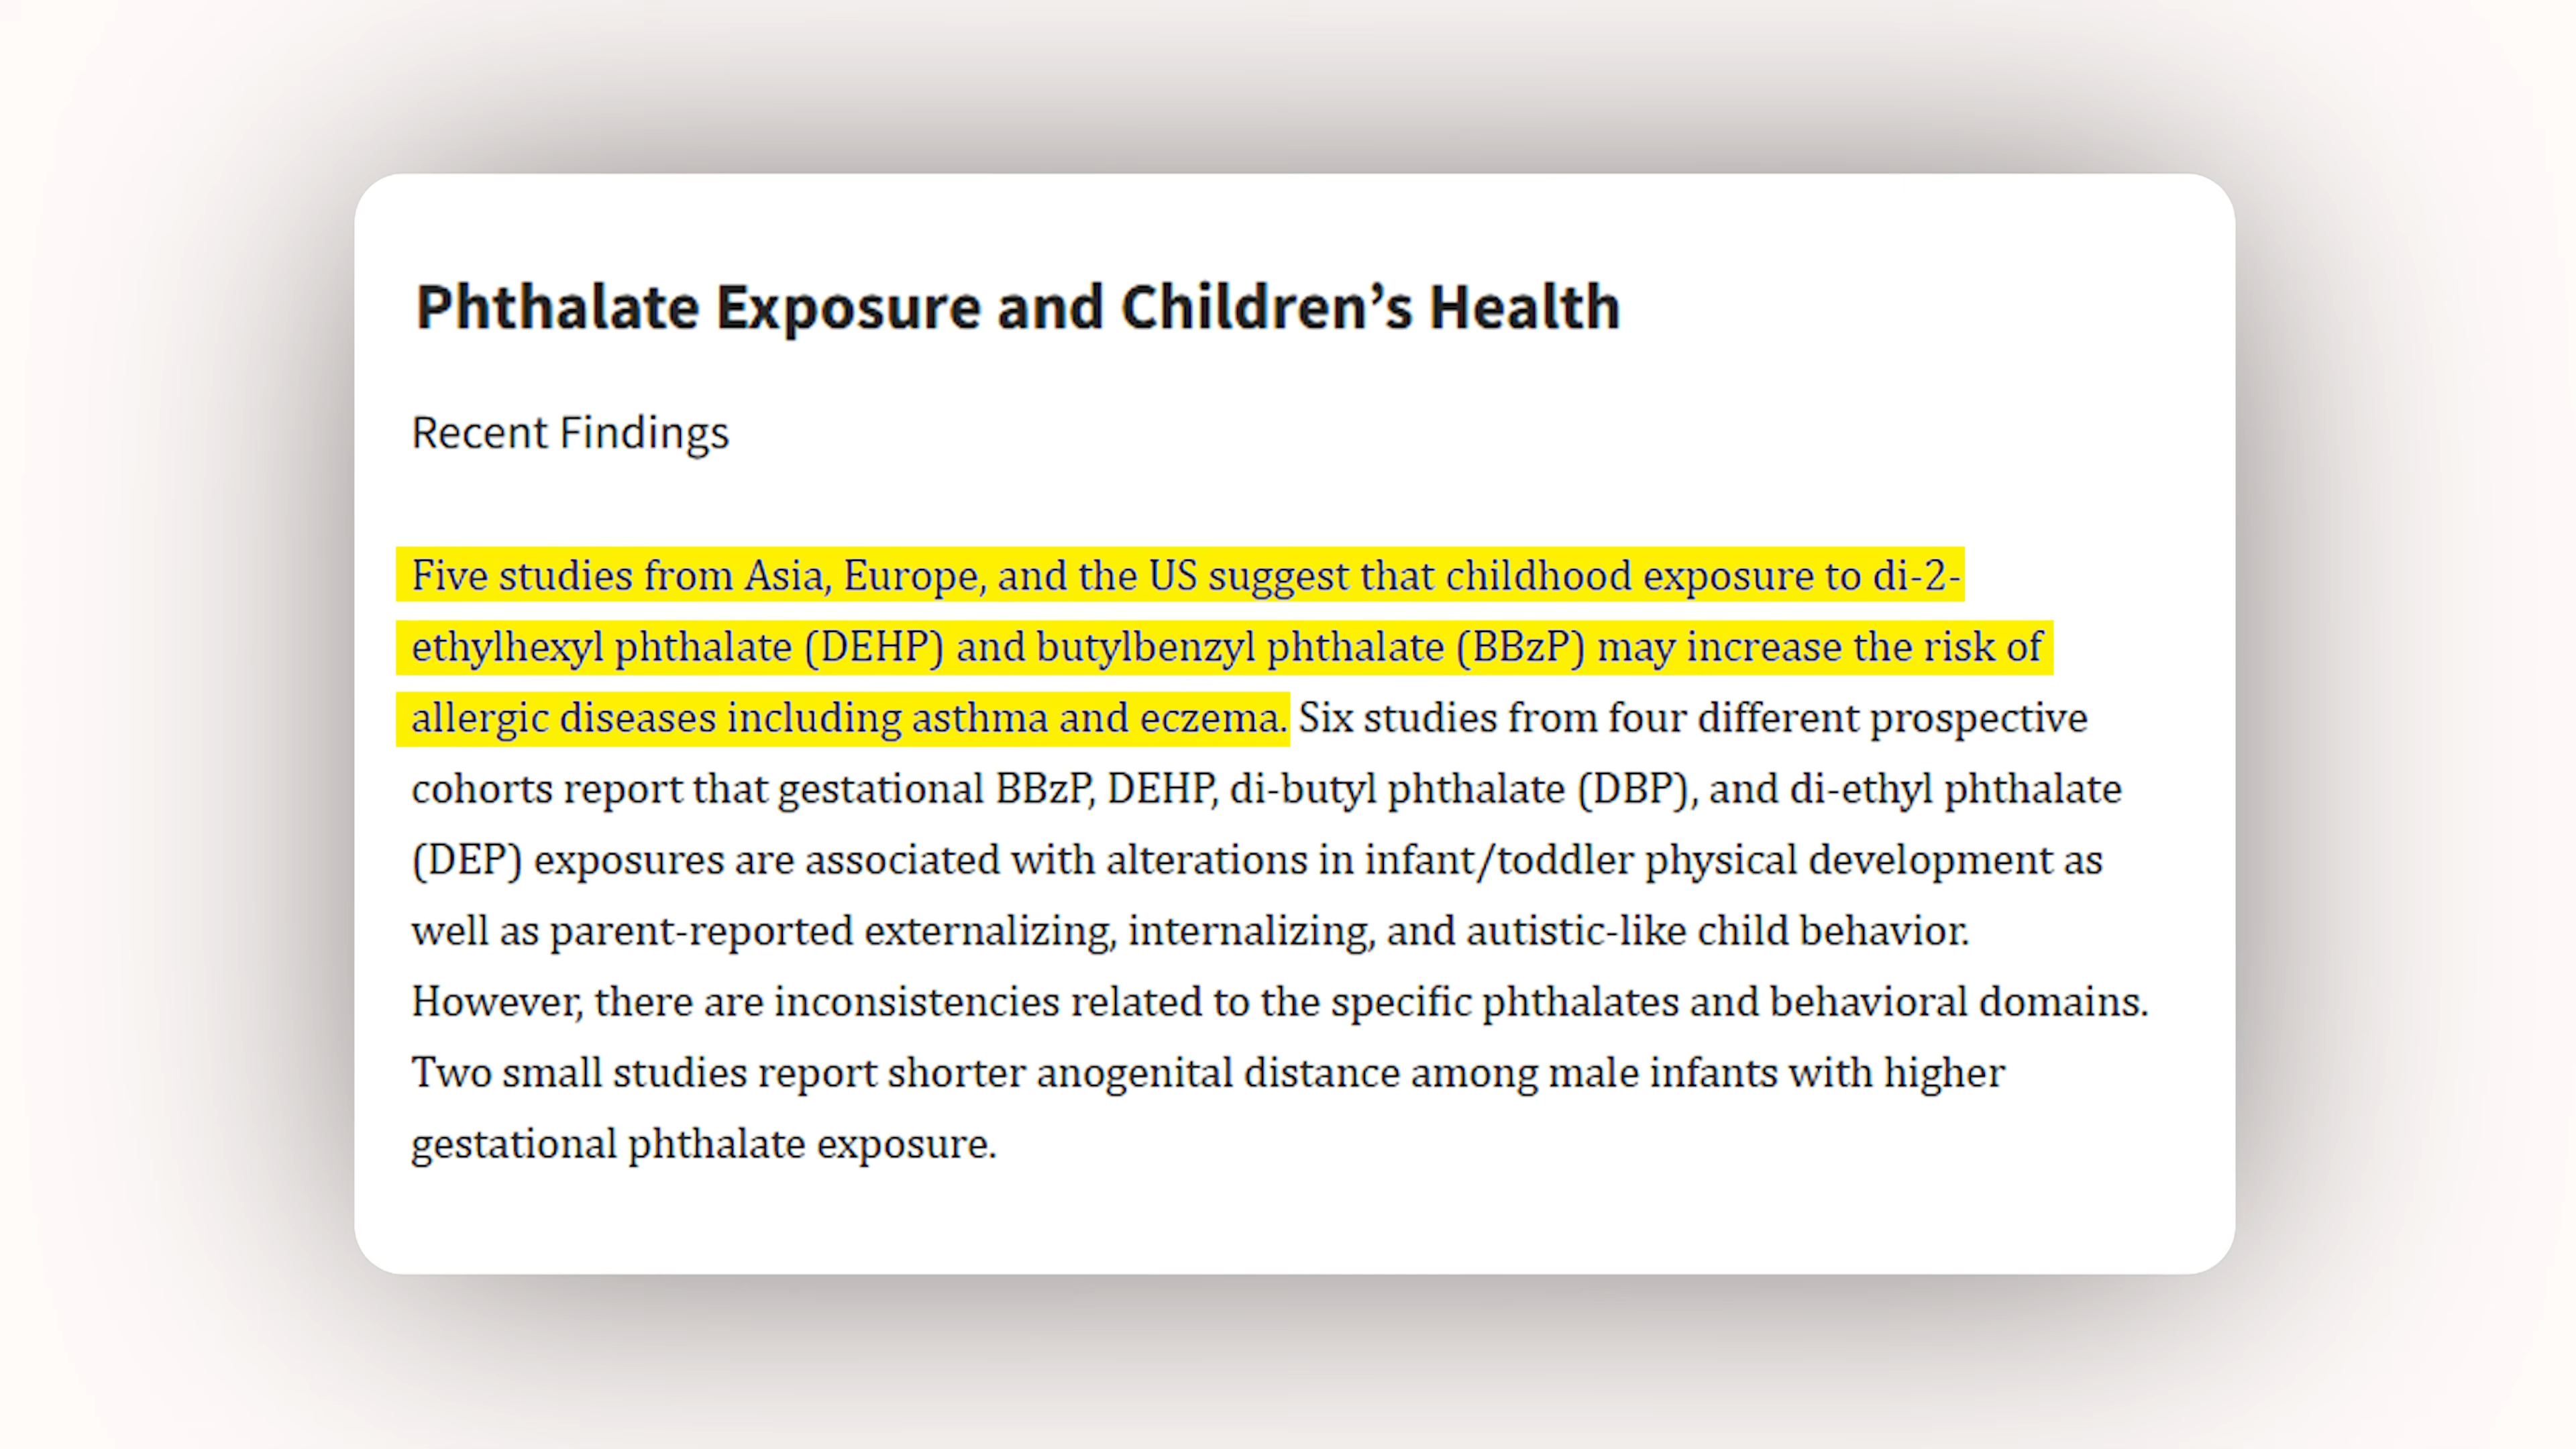 Phthalate Exposure and Children’s Health
Recent Findings
Five studies from Asia, Europe, and the US suggest that childhood exposure to di-2-
ethylhexyl phthalate (DEHP) and butylbenzyl phthalate (BBzP) may increase the risk of
allergic diseases including asthma and eczema. Six studies from four different prospective
cohorts report that gestational BBzP, DEHP, di-butyl phthalate (DBP), and di-ethyl phthalate
(DEP) exposures are associated with alterations in infant/toddler physical development as
well as parent-reported externalizing, internalizing, and autistic-like child behavior.
However, there are inconsistencies related to the specific phthalates and behavioral domains.
Two small studies report shorter anogenital distance among male infants with higher
gestational phthalate exposure.